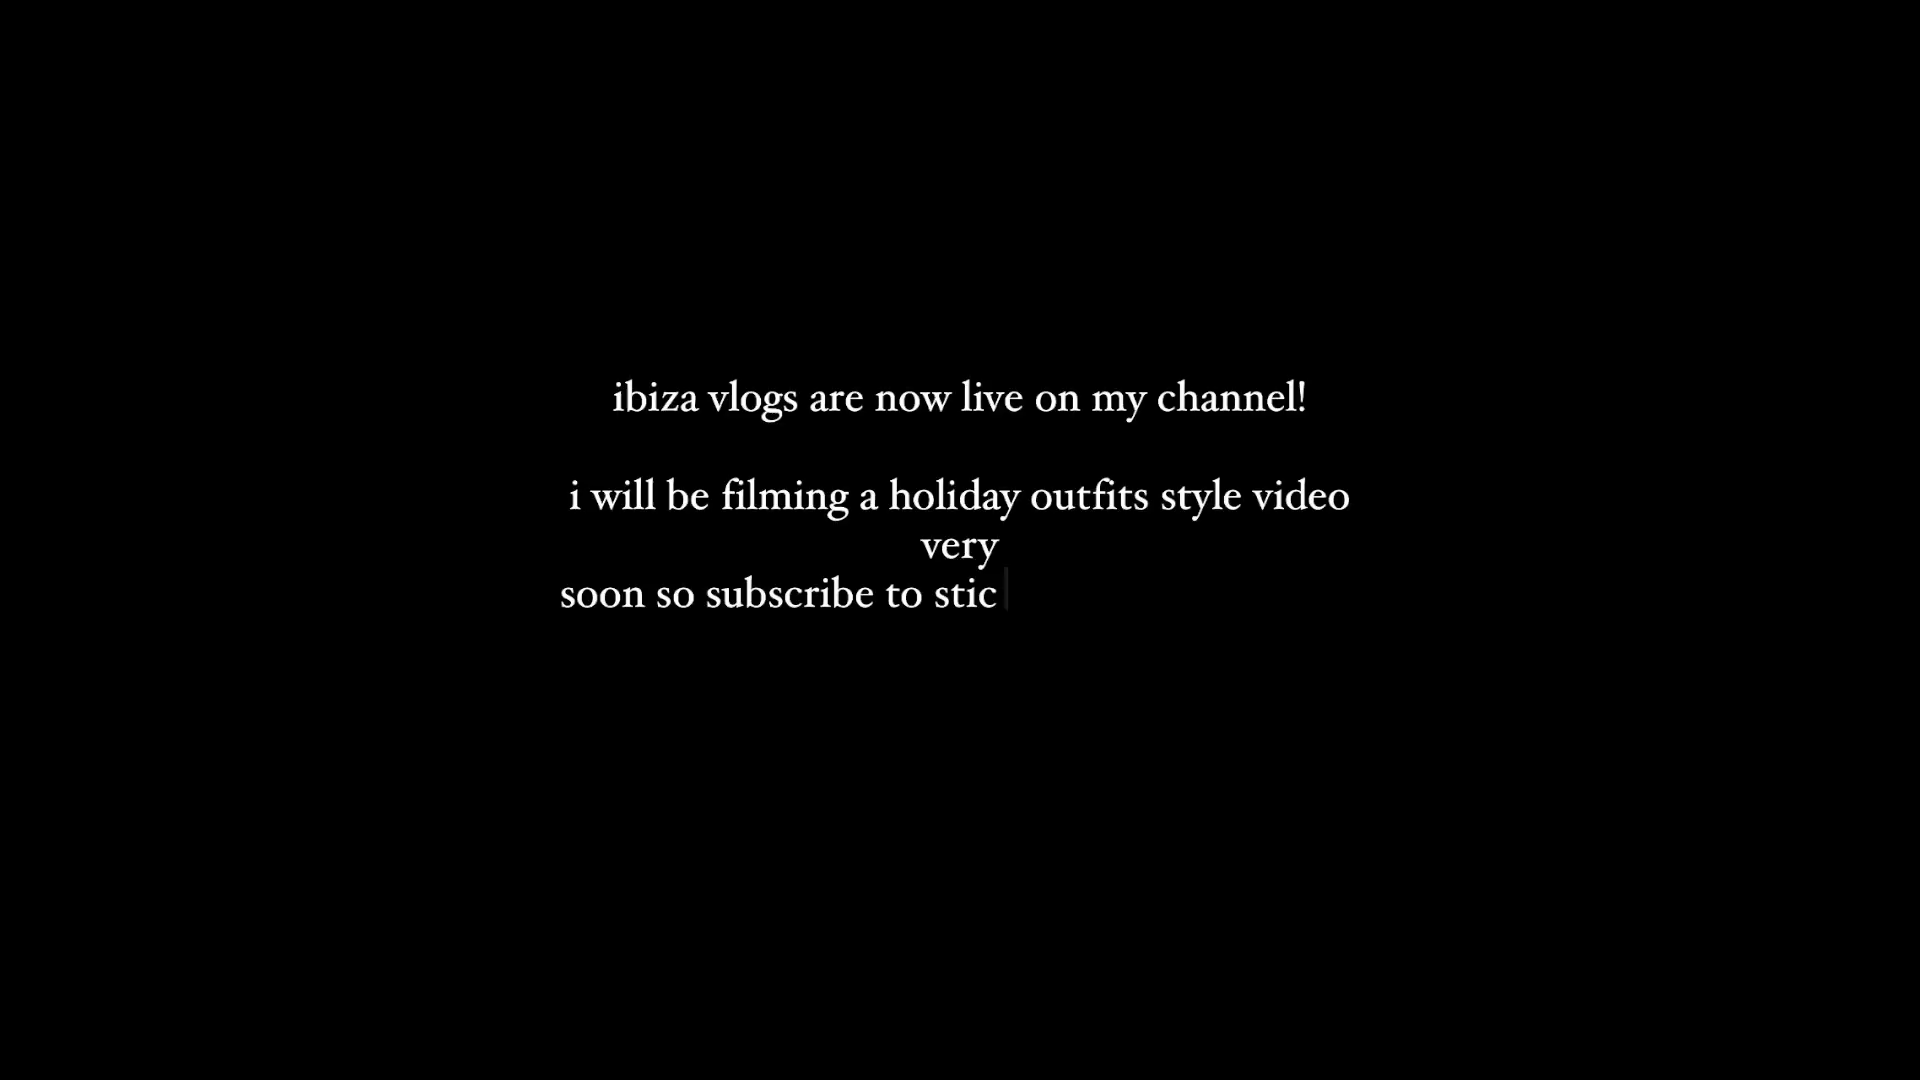 ibiza vlogs are now live on my channel!
i will be filming a holiday outfits style video
very
soon so subscribe to stic